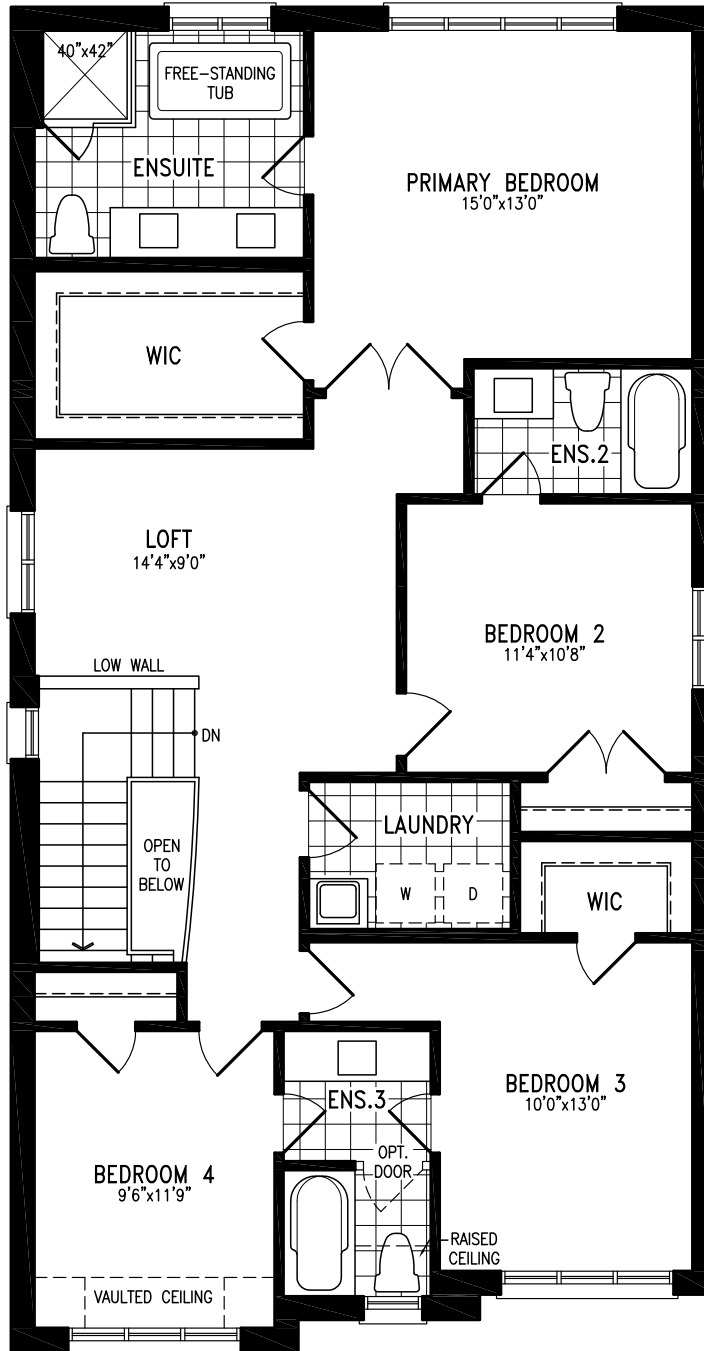 40"x42"
FREE-STANDING
TUB
ENSUITE
PRIMARY BEDROOM
15'0"x13'0"
WIC
ENS.2
LOFT
14'4"x9'0"
BEDROOM 2
11'4"x10'8"
LOW WALL
DN
OPEN
TO
BELOW
LAUNDRY
W
D
WIC
BEDROOM 3
10'0"x13'0"
ENS.3
OPT.
DOOR
BEDROOM 4
9'6"x11'9"
RAISED
CEILING
VAULTED CEILING